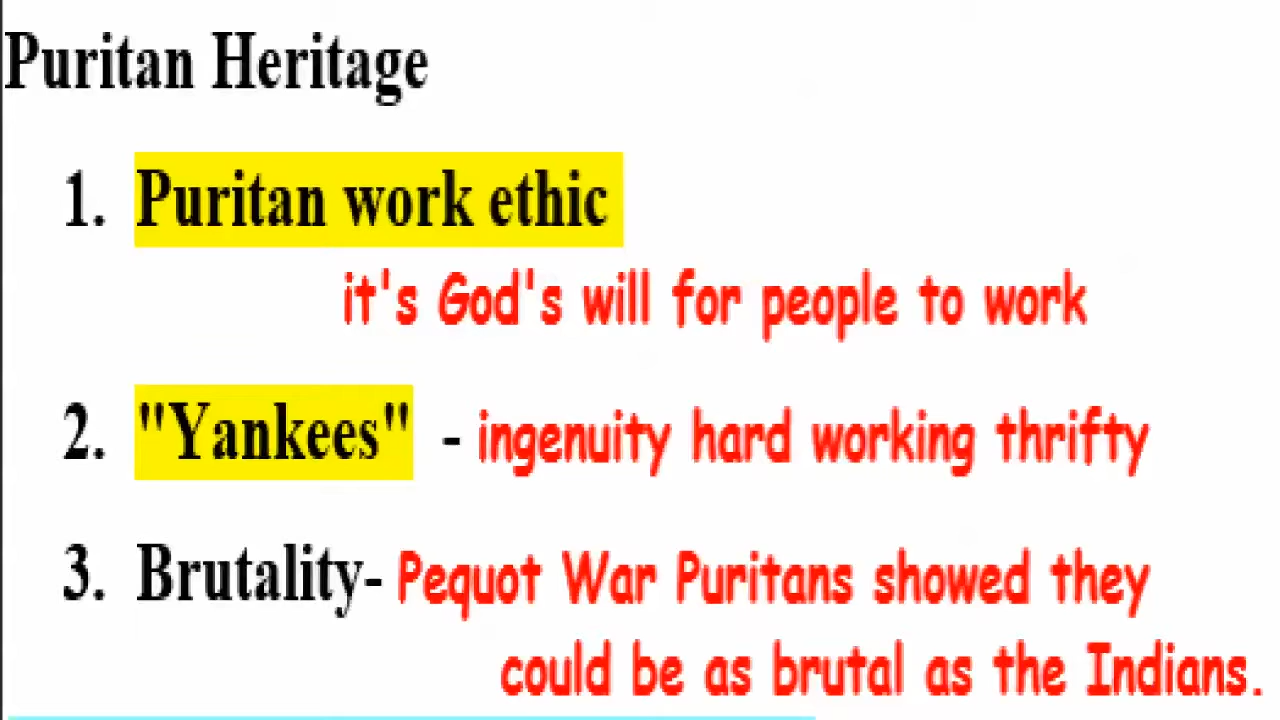 Puritan Heritage
1. Puritan work ethic
it's God's will for people to work
2. "Yankees" - ingenuity hard working thrifty
3. Brutality- Pequot War Puritans showed they
could be as brutal as the Indians.